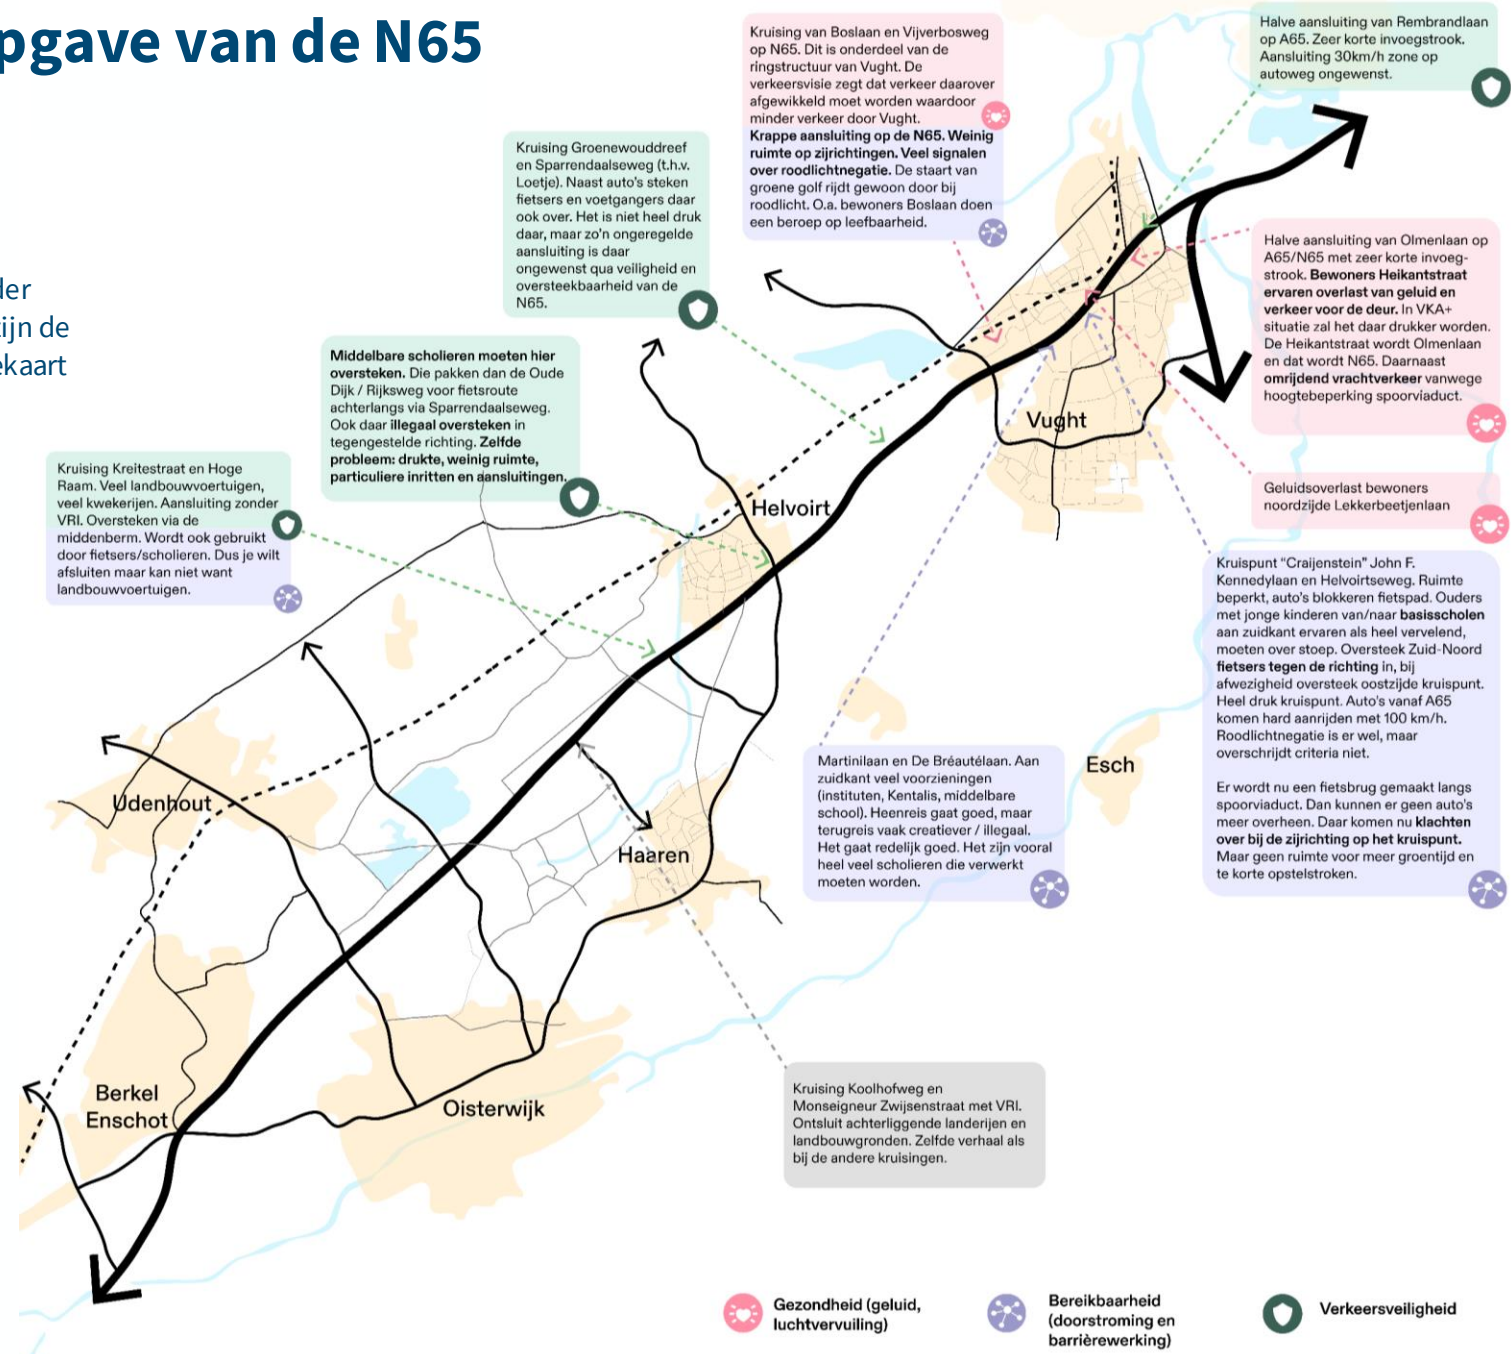 pgave van de N65
der
zijn de
ekaart
Kruising van Boslaan en Vijverbosweg
op N65. Dit is onderdeel van de
ringstructuur van Vught. De
verkeersvisie zegt dat verkeer daarover
afgewikkeld moet worden waardoor
minder verkeer door Vught.
Krappe aansluiting op de N65. Weinig
ruimte op zijrichtingen. Veel signalen
over roodlichtnegatie. De staart van
groene golf rijdt gewoon door bij
roodlicht. O.a. bewoners Boslaan doen
een beroep op leefbaarheid.
Halve aansluiting van Rembrandlaan
op A65. Zeer korte invoegstrook.
Aansluiting 30km/h zone op
autoweg ongewenst.
Kruising Groenewouddreef
en Sparrendaalseweg (t.h.v.
Loetje). Naast auto's steken
fietsers en voetgangers daar
ook over. Het is niet heel druk
daar, maar zo'n ongeregelde
aansluiting is daar
ongewenst qua veiligheid en
oversteekbaarheid van de
N65.
Halve aansluiting van Olmenlaan op
A65/N65 met zeer korte invoeg-
strook. Bewoners Heikantstraat
ervaren overlast van geluid en
verkeer voor de deur. In VKA+
situatie zal het daar drukker worden.
De Heikantstraat wordt Olmenlaan
en dat wordt N65. Daarnaast
omrijdend vrachtverkeer vanwege
hoogtebeperking spoorviaduct.
Middelbare scholieren moeten hier
oversteken. Die pakken dan de Oude
Dijk / Rijksweg voor fietsroute
achterlangs via Sparrendaalseweg.
Ook daar illegaal oversteken in
tegengestelde richting. Zelfde
probleem: drukte, weinig ruimte,
particuliere inritten en aansluitingen.
Kruising Kreitestraat en Hoge
Raam. Veel landbouwvoertuigen,
veel kwekerijen. Aansluiting zonder
VRI. Oversteken via de
middenberm. Wordt ook gebruikt
door fietsers/scholieren. Dus je wilt
afsluiten maar kan niet want
landbouwvoertuigen.
Geluidsoverlast bewoners
noordzijde Lekkerbeetjenlaan
Kruispunt “Craijenstein” John F.
Kennedylaan en Helvoirtseweg. Ruimte
beperkt, auto's blokkeren fietspad. Ouders
met jonge kinderen van/naar basisscholen
aan zuidkant ervaren als heel vervelend,
moeten over stoep. Oversteek Zuid-Noord
fietsers tegen de richting in, bij
afwezigheid oversteek oostzijde kruispunt.
Heel druk kruispunt. Auto's vanaf A65
komen hard aanrijden met 100 km/h.
Roodlichtnegatie is er wel, maar
overschrijdt criteria niet.
Er wordt nu een fietsbrug gemaakt langs
spoorviaduct. Dan kunnen er geen auto's
meer overheen. Daar komen nu klachten
over bij de zijrichting op het kruispunt.
Maar geen ruimte voor meer groentijd en
te korte opstelstroken.
Martinilaan en De Bréautélaan. Aan
zuidkant veel voorzieningen
(instituten, Kentalis, middelbare
school). Heenreis gaat goed, maar
terugreis vaak creatiever / illegaal.
Het gaat redelijk goed. Het zijn vooral
heel veel scholieren die verwerkt
moeten worden.
Kruising Koolhofweg en
Monseigneur Zwijsenstraat met VRI.
Ontsluit achterliggende landerijen en
landbouwgronden. Zelfde verhaal als
bij de andere kruisingen.
Vught
Helvoirt
Esch
Udenhout
Haaren
Berkel
Enschot
Oisterwijk
Gezondheid (geluid,
luchtvervuiling)
Bereikbaarheid
(doorstroming en
barrièrewerking)
Verkeersveiligheid